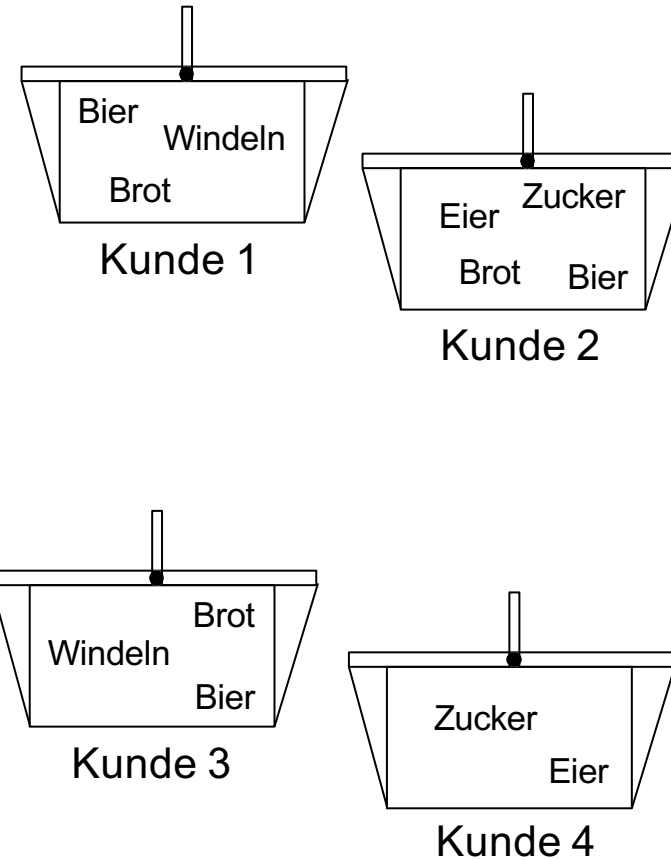 Bier
Windeln
Brot
Kunde 1
Zucker
Eier
Brot
Bier
Kunde 2
Brot
Windeln
Bier
Kunde 3
Zucker
Eier
Kunde 4